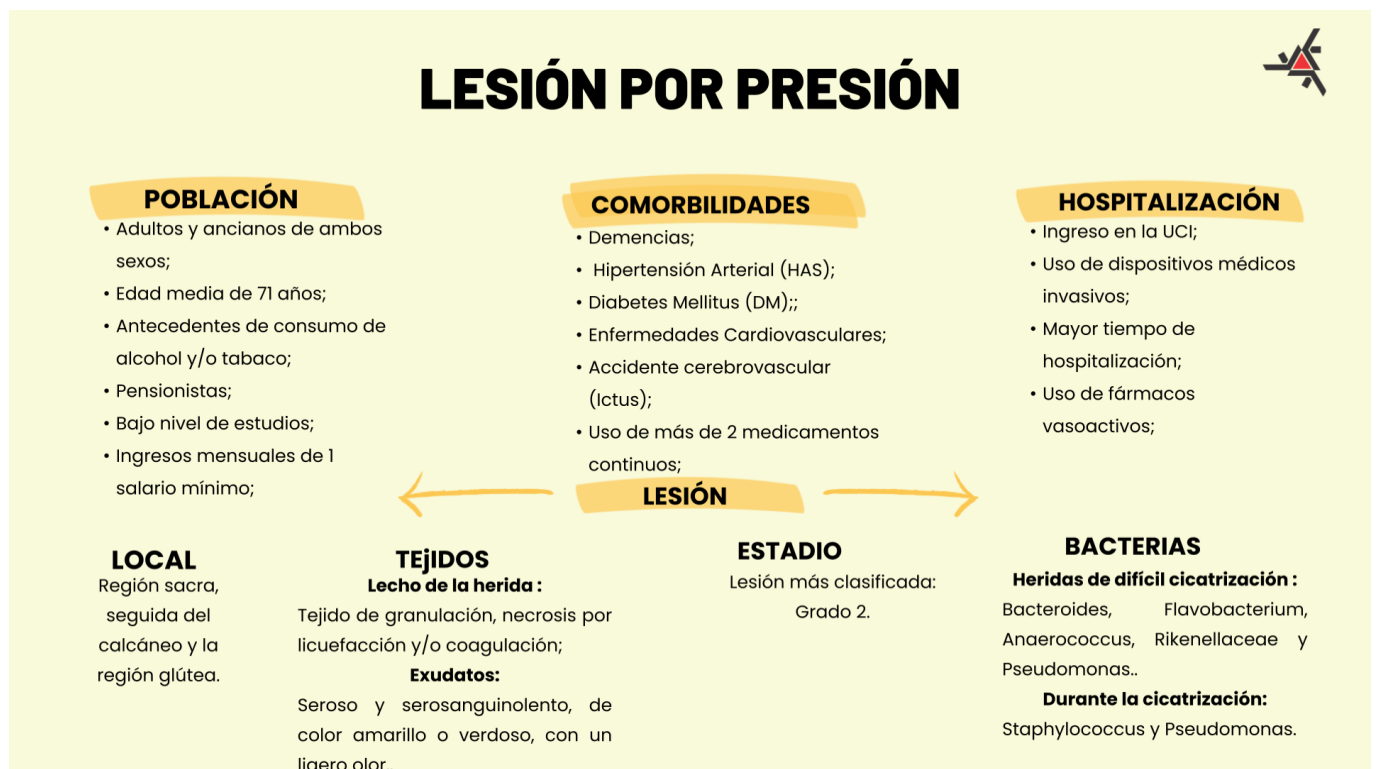 LESIÓN POR PRESIÓN
POBLACIÓN
• Adultos y ancianos de ambos
sexos;
• Edad media de 71 años;
• Antecedentes de consumo de
alcohol y/o tabaco;
• Pensionistas;
• Bajo nivel de estudios;
• Ingresos mensuales de 1
salario mínimo;
COMORBILIDADES
• Demencias;
• Hipertensión Arterial (HAS);
• Diabetes Mellitus (DM);;
• Enfermedades Cardiovasculares;
• Accidente cerebrovascular
(Ictus);
• Uso de más de 2 medicamentos
continuos;
HOSPITALIZACIÓN
• Ingreso en la UCI;
• Uso de dispositivos médicos
invasivos;
• Mayor tiempo de
hospitalización;
• Uso de fármacos
vasoactivos;
LESIÓN
LOCAL
Región sacra,
seguida del
calcáneo y la
región glútea.
TEjIDOS
Lecho de la herida :
Tejido de granulación, necrosis por
licuefacción y/o coagulación;
Exudatos:
Seroso y serosanguinolento, de
color amarillo o verdoso, con un
ligero olor.
ESTADIO
Lesión más clasificada:
Grado 2.
BACTERIAS
Heridas de difícil cicatrización :
Bacteroides, Flavobacterium,
Anaerococcus, Rikenellaceae y
Pseudomonas..
Durante la cicatrización:
Staphylococcus y Pseudomonas.